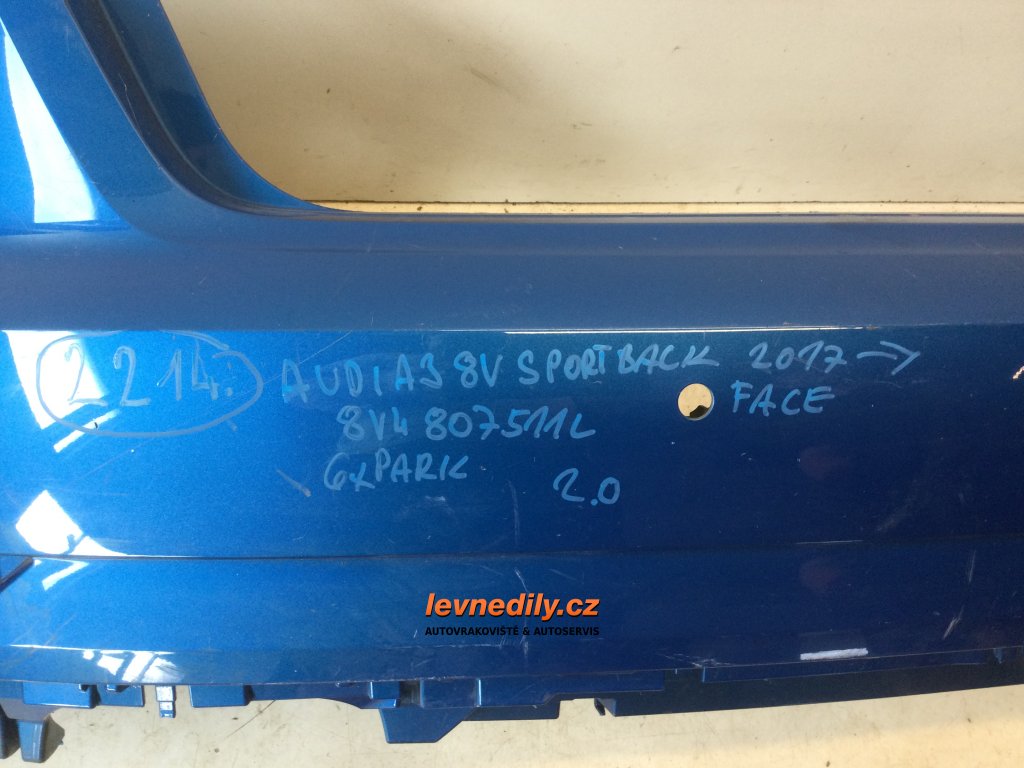 2214.
AUDI A3 8V SPORTBACK 2017 →
FACE
8V4 807511L
6xPARK
2.0
levnedily.cz
AUTOVRAKOVIŠTĚ & AUTOSERVIS